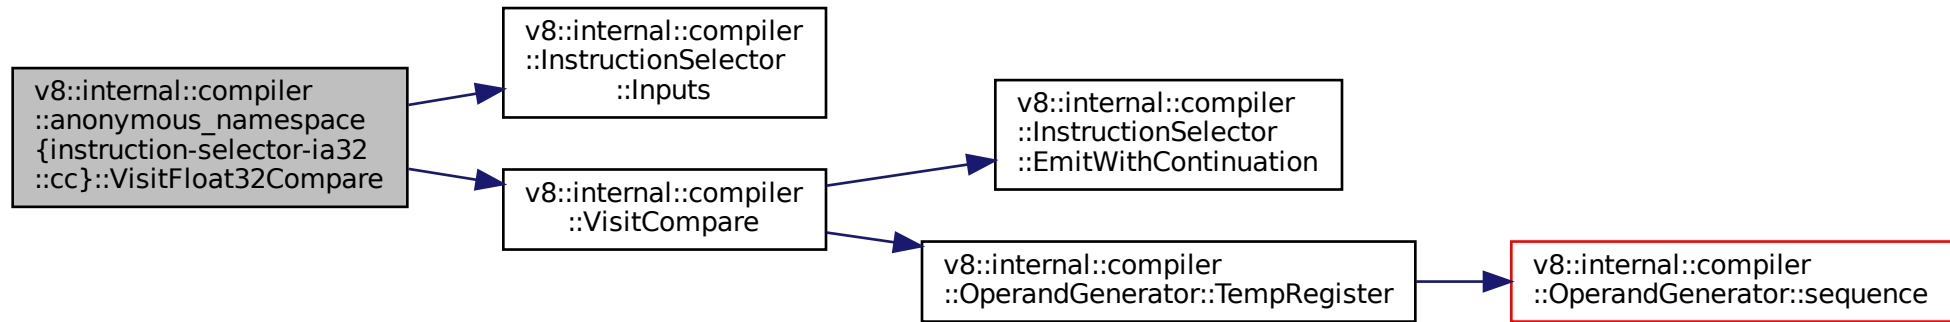 v8::internal::compiler
::anonymous_namespace
{instruction-selector-ia32
::cc}::VisitFloat32Compare
v8::internal::compiler
::InstructionSelector
::Inputs
v8::internal::compiler
::VisitCompare
v8::internal::compiler
::InstructionSelector
::EmitWithContinuation
v8::internal::compiler
::OperandGenerator::TempRegister
v8::internal::compiler
::OperandGenerator::sequence